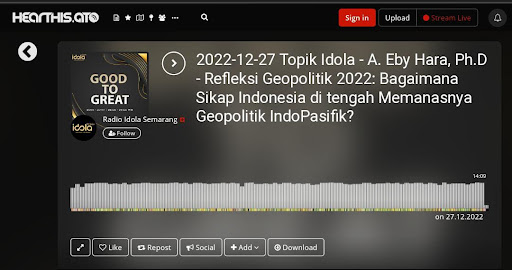 HEARTHIS.AT
Sign in
Upload
Stream Live
idola
GOOD
TO
GREAT
idola
Radio Idola Semarang
Follow
2022-12-27 Topik Idola - A. Eby Hara, Ph.D
- Refleksi Geopolitik 2022: Bagaimana
Sikap Indonesia di tengah Memanasnya
Geopolitik IndoPasifik?
14:09
on 27.12.2022
Like
Repost
Social
Add
Download